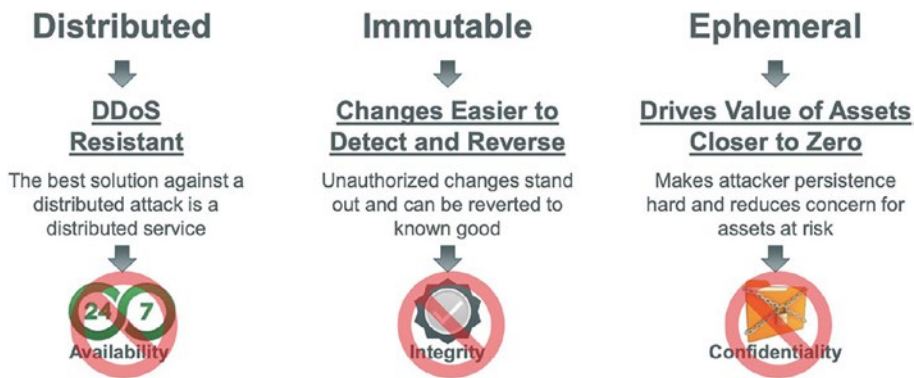 Distributed
DDoS
Resistant
The best solution against a
distributed attack is a
distributed service
24 7
Availability
Immutable
Changes Easier to
Detect and Reverse
Unauthorized changes stand
out and can be reverted to
known good
Integrity
Ephemeral
Drives Value of Assets
Closer to Zero
Makes attacker persistence
hard and reduces concern for
assets at risk
Confidentiality